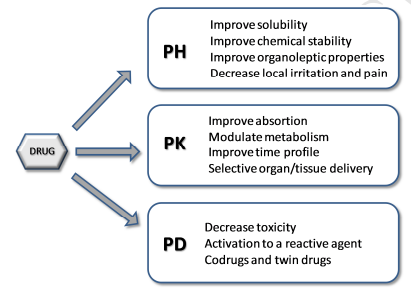 PH
Improve solubility
Improve chemical stability
Improve organoleptic properties
Decrease local irritation and pain
DRUG
PK
Improve absortion
Modulate metabolism
Improve time profile
Selective organ/tissue delivery
PD
Decrease toxicity
Activation to a reactive agent
Codrugs and twin drugs